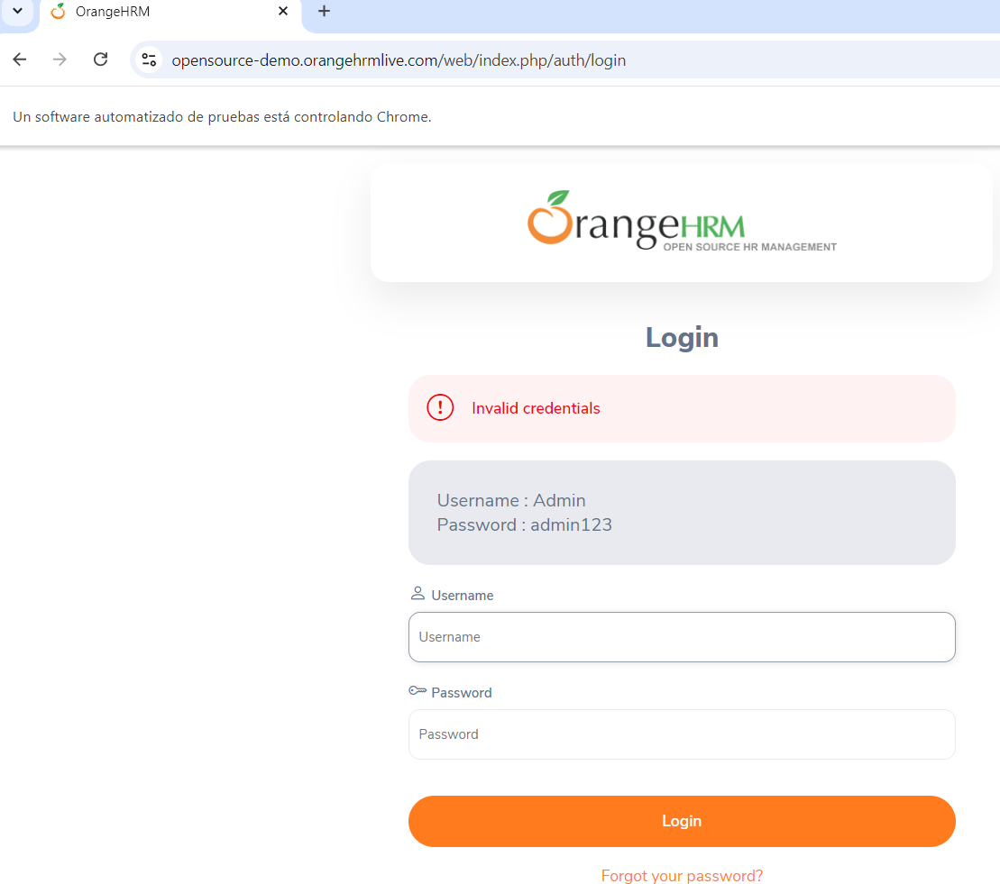 OrangeHRM
opensource-demo.orangehrmlive.com/web/index.php/auth/login
Un software automatizado de pruebas está controlando Chrome.
OrangeHRM
OPEN SOURCE HR MANAGEMENT
Login
Invalid credentials
Username : Admin
Password : admin123
Username
Username
Password
Password
Login
Forgot your password?